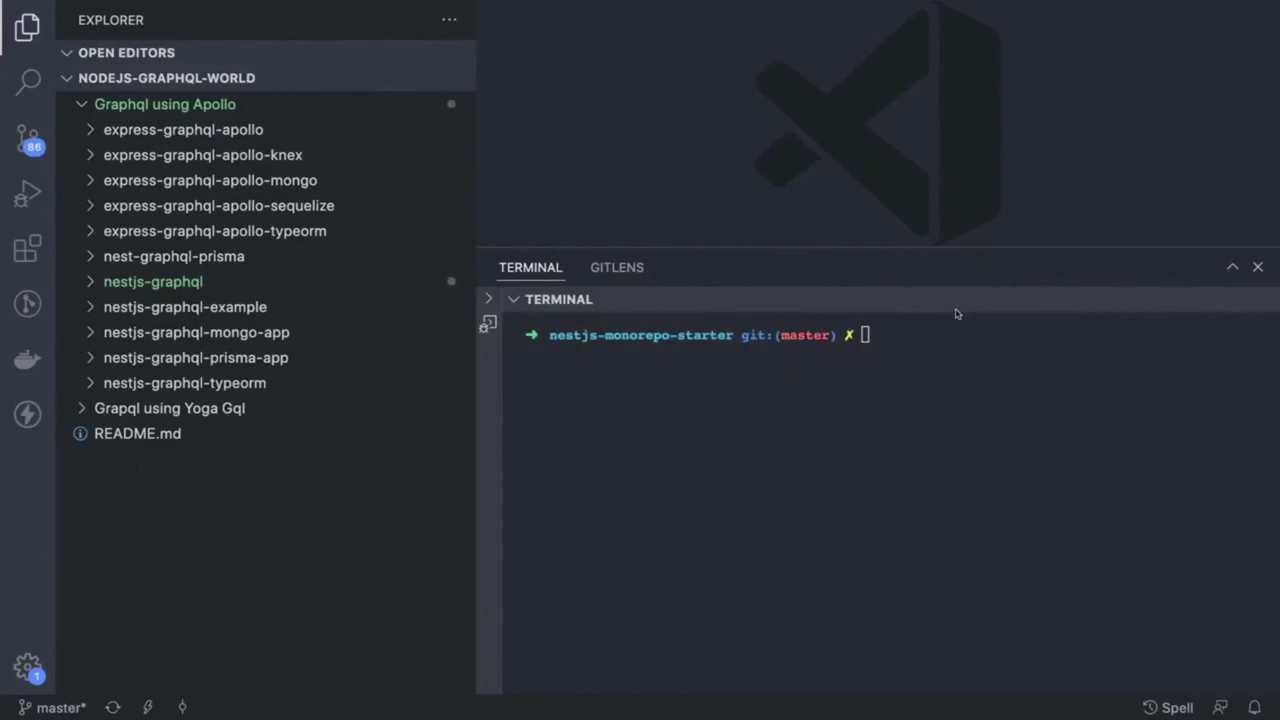 EXPLORER
OPEN EDITORS
NODEJS-GRAPHQL-WORLD
Graphql using Apollo
express-graphql-apollo
express-graphql-apollo-knex
express-graphql-apollo-mongo
express-graphql-apollo-sequelize
express-graphql-apollo-typeorm
nest-graphql-prisma
nestjs-graphql
nestjs-graphql-example
nestjs-graphql-mongo-app
nestjs-graphql-prisma-app
nestjs-graphql-typeorm
Grapql using Yoga Gql
README.md
86
1
TERMINAL GITLENS
TERMINAL
➜ nestjs-monorepo-starter git:(master) ✗
master*
Spell